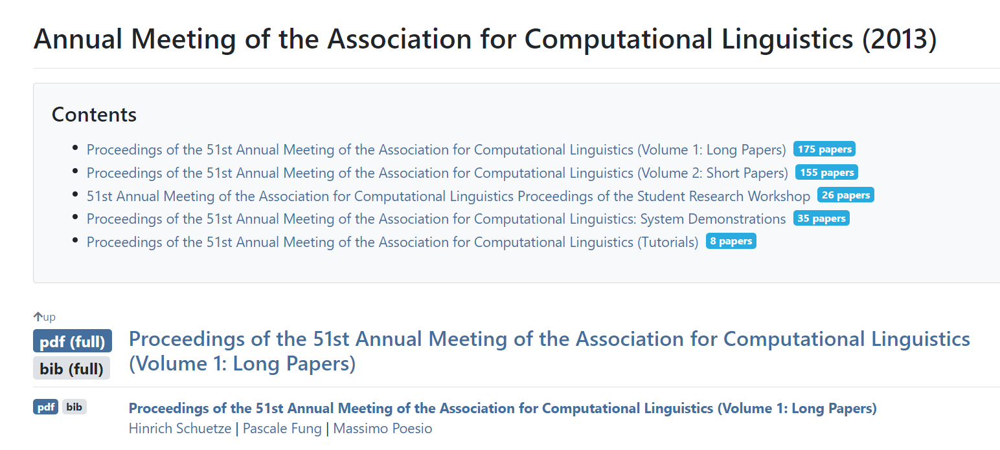 Annual Meeting of the Association for Computational Linguistics (2013)
Contents
Proceedings of the 51st Annual Meeting of the Association for Computational Linguistics (Volume 1: Long Papers) 175 papers
Proceedings of the 51st Annual Meeting of the Association for Computational Linguistics (Volume 2: Short Papers) 155 papers
51st Annual Meeting of the Association for Computational Linguistics Proceedings of the Student Research Workshop 26 papers
Proceedings of the 51st Annual Meeting of the Association for Computational Linguistics: System Demonstrations 35 papers
Proceedings of the 51st Annual Meeting of the Association for Computational Linguistics (Tutorials) 8 papers
up
pdf (full) Proceedings of the 51st Annual Meeting of the Association for Computational Linguistics
bib (full) (Volume 1: Long Papers)
pdf bib Proceedings of the 51st Annual Meeting of the Association for Computational Linguistics (Volume 1: Long Papers)
Hinrich Schuetze | Pascale Fung | Massimo Poesio